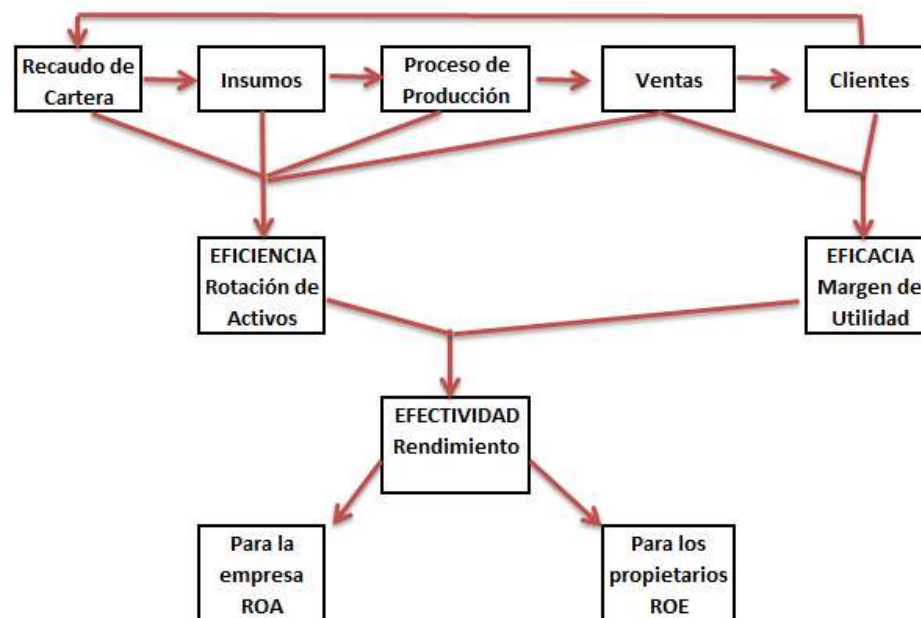 Recaudo de
Cartera
Insumos
Proceso de
Producción
Ventas
Clientes
EFICIENCIA
Rotación de
Activos
EFICACIA
Margen de
Utilidad
EFECTIVIDAD
Rendimiento
Para la
empresa
ROA
Para los
propietarios
ROE